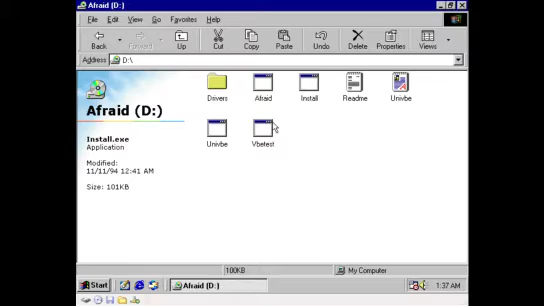 Afraid (D:)
File Edit View Go Favorites Help
Back Forward Up Cut Copy Paste Undo Delete Properties Views
Address D:\
Afraid (D:)
Install.exe
Application
Modified:
11/11/94 12:41 AM
Size: 101KB
Drivers Afraid Install Readme Univbe
Univbe Vbetest
100KB My Computer
Start Afraid (D:) 1:37 AM